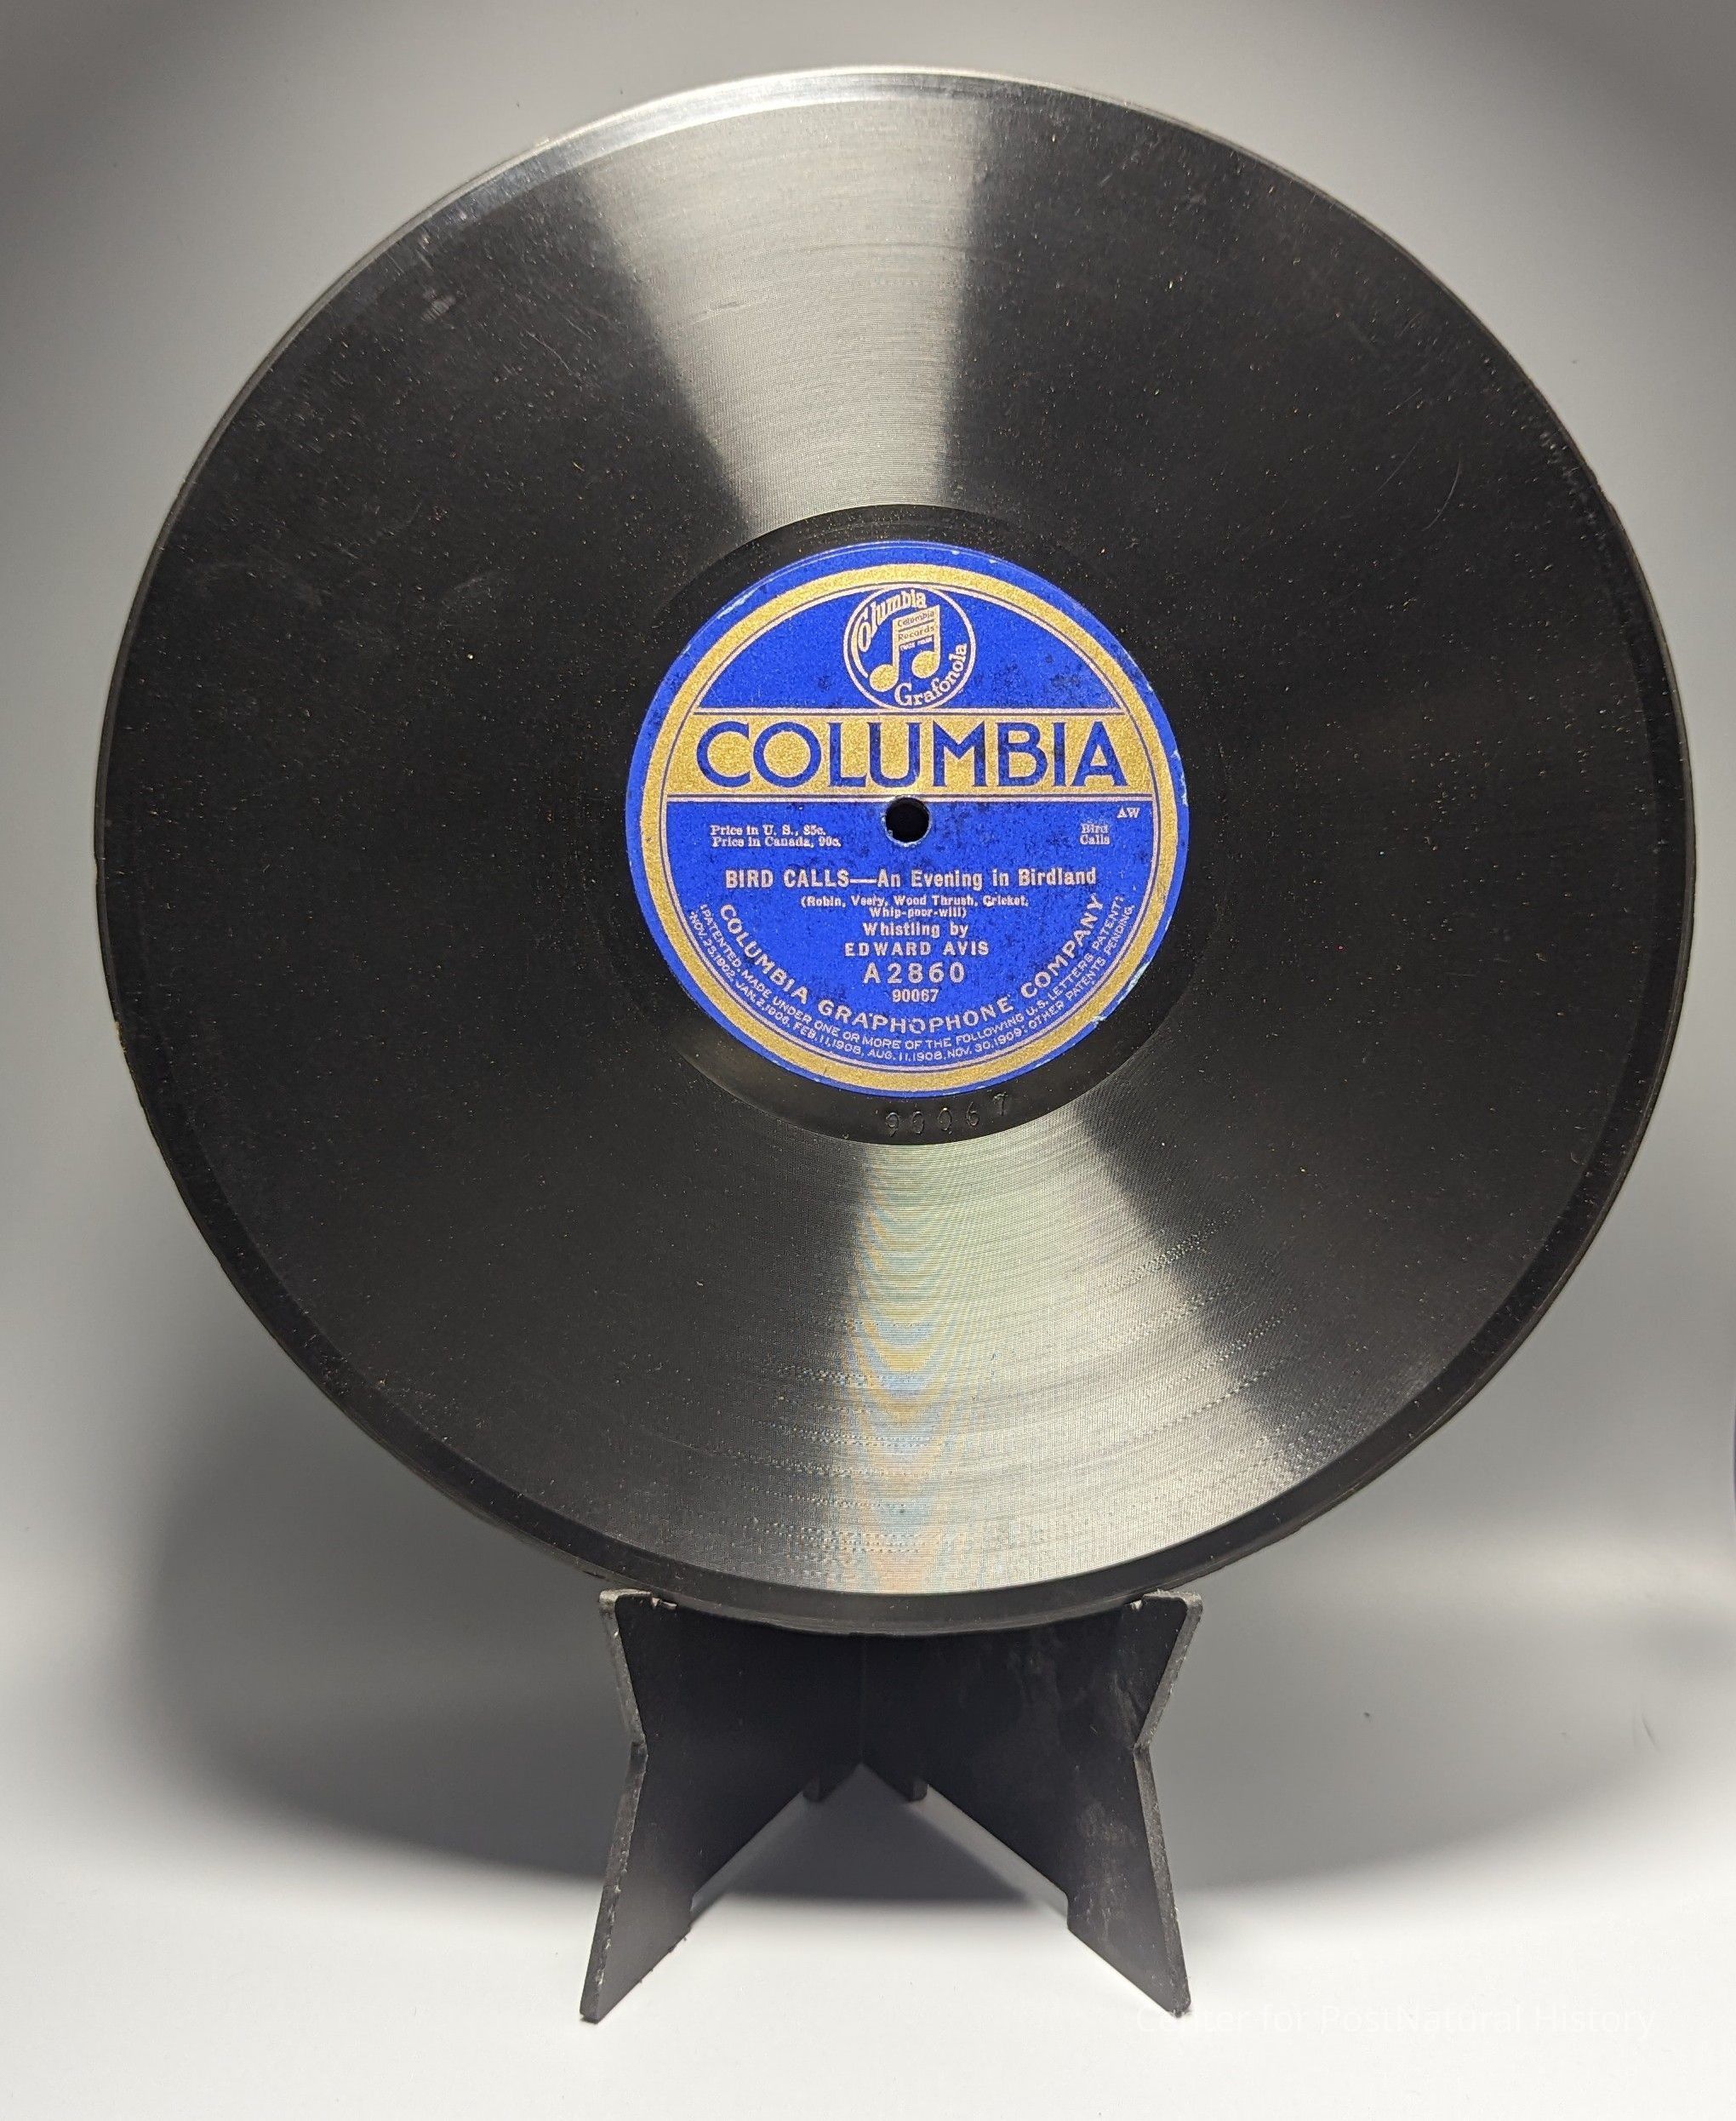 Columbia
Columbia
Records
TRADE MARK
Grafonola
COLUMBIA
AW
Price in U. S., 85c.
Price in Canada, 90c.
Bird
Calls
BIRD CALLS—An Evening in Birdland
(Robin, Veery, Wood Thrush, Cricket,
Whip-poor-will)
Whistling by
EDWARD AVIS
A2860
90067
COLUMBIA GRAPHOPHONE COMPANY
(PATENTED. MADE UNDER ONE OR MORE OF THE FOLLOWING U.S. LETTERS PATENT:
NOV. 25, 1902, JAN. 2, 1906, FEB. 11, 1908, AUG. 11, 1908, NOV. 30, 1909; OTHER PATENTS PENDING.
90067
Center for PostNatural History